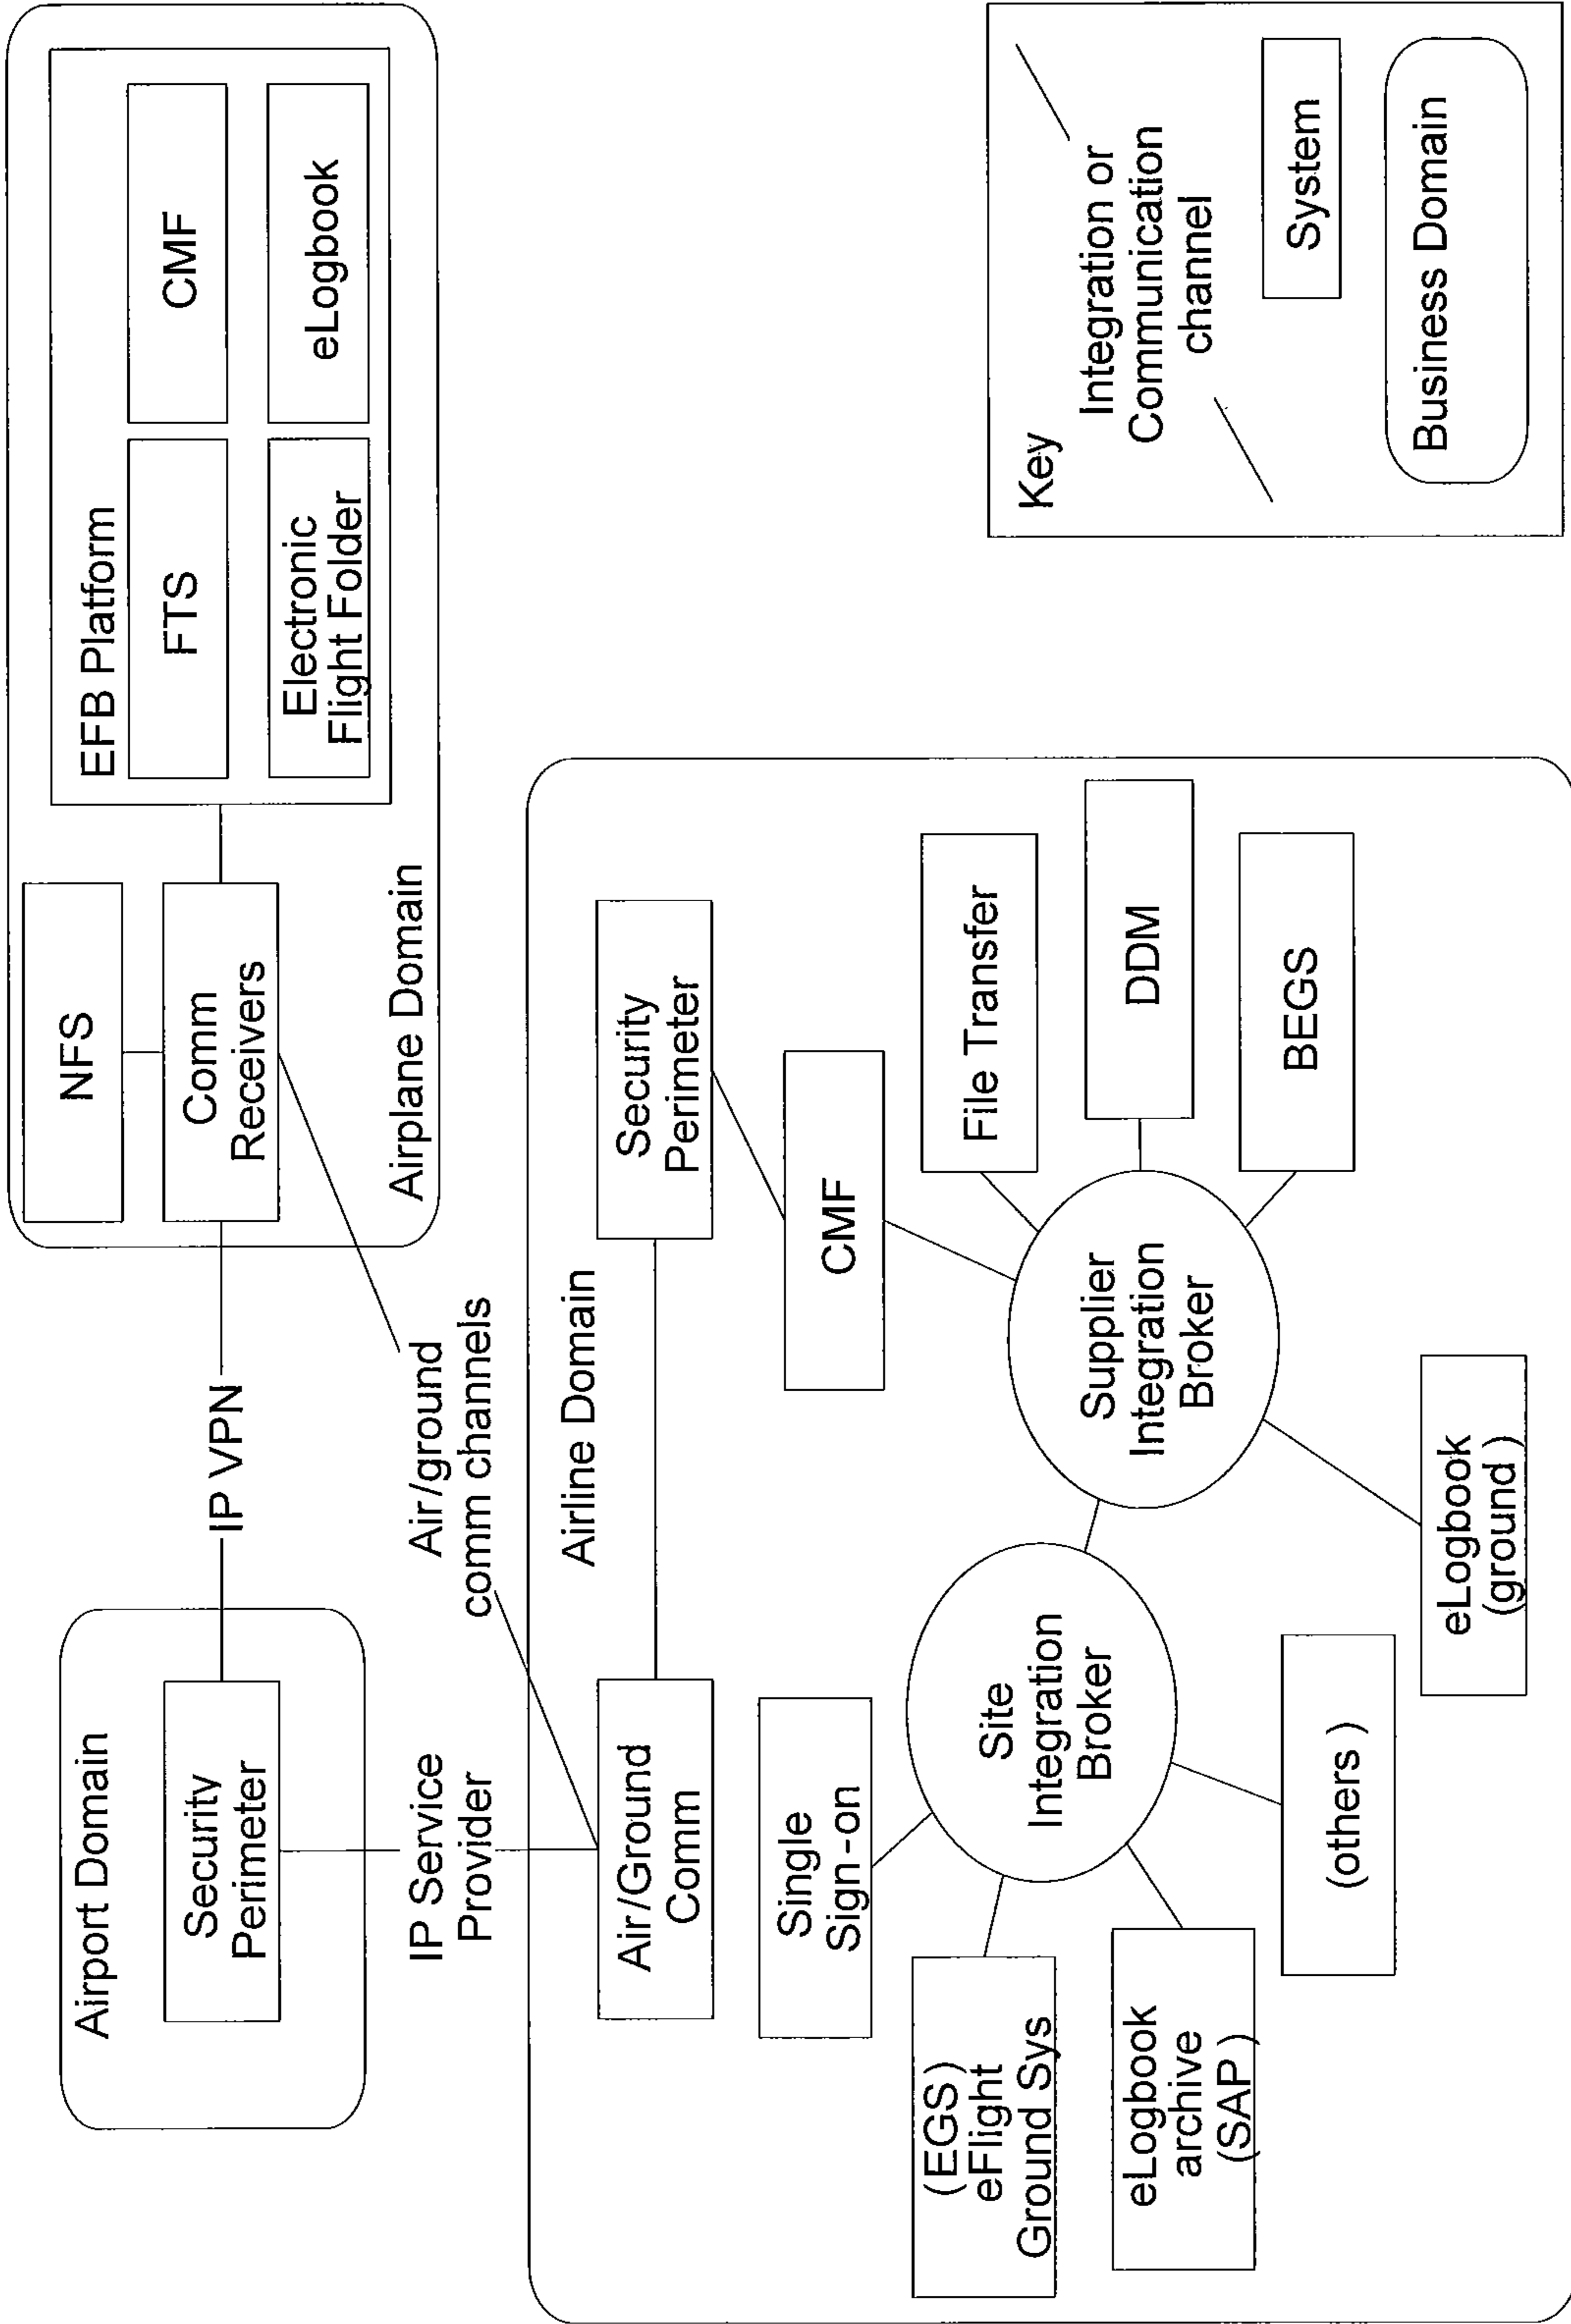 Airport Domain
Security
Perimeter
IP VPN
NFS
Comm
Receivers
Airplane Domain
EFB Platform
FTS
CMF
Electronic
Flight Folder
eLogbook
IP Service
Provider
Air/ground
comm channels
Airline Domain
Air/Ground
Comm
Security
Perimeter
Single
Sign-on
CMF
(EGS)
eFlight
Ground Sys
Site
Integration
Broker
Supplier
Integration
Broker
File Transfer
DDM
BEGS
eLogbook
archive
(SAP)
(others)
eLogbook
(ground)
Key
Integration or
Communication
channel
System
Business Domain